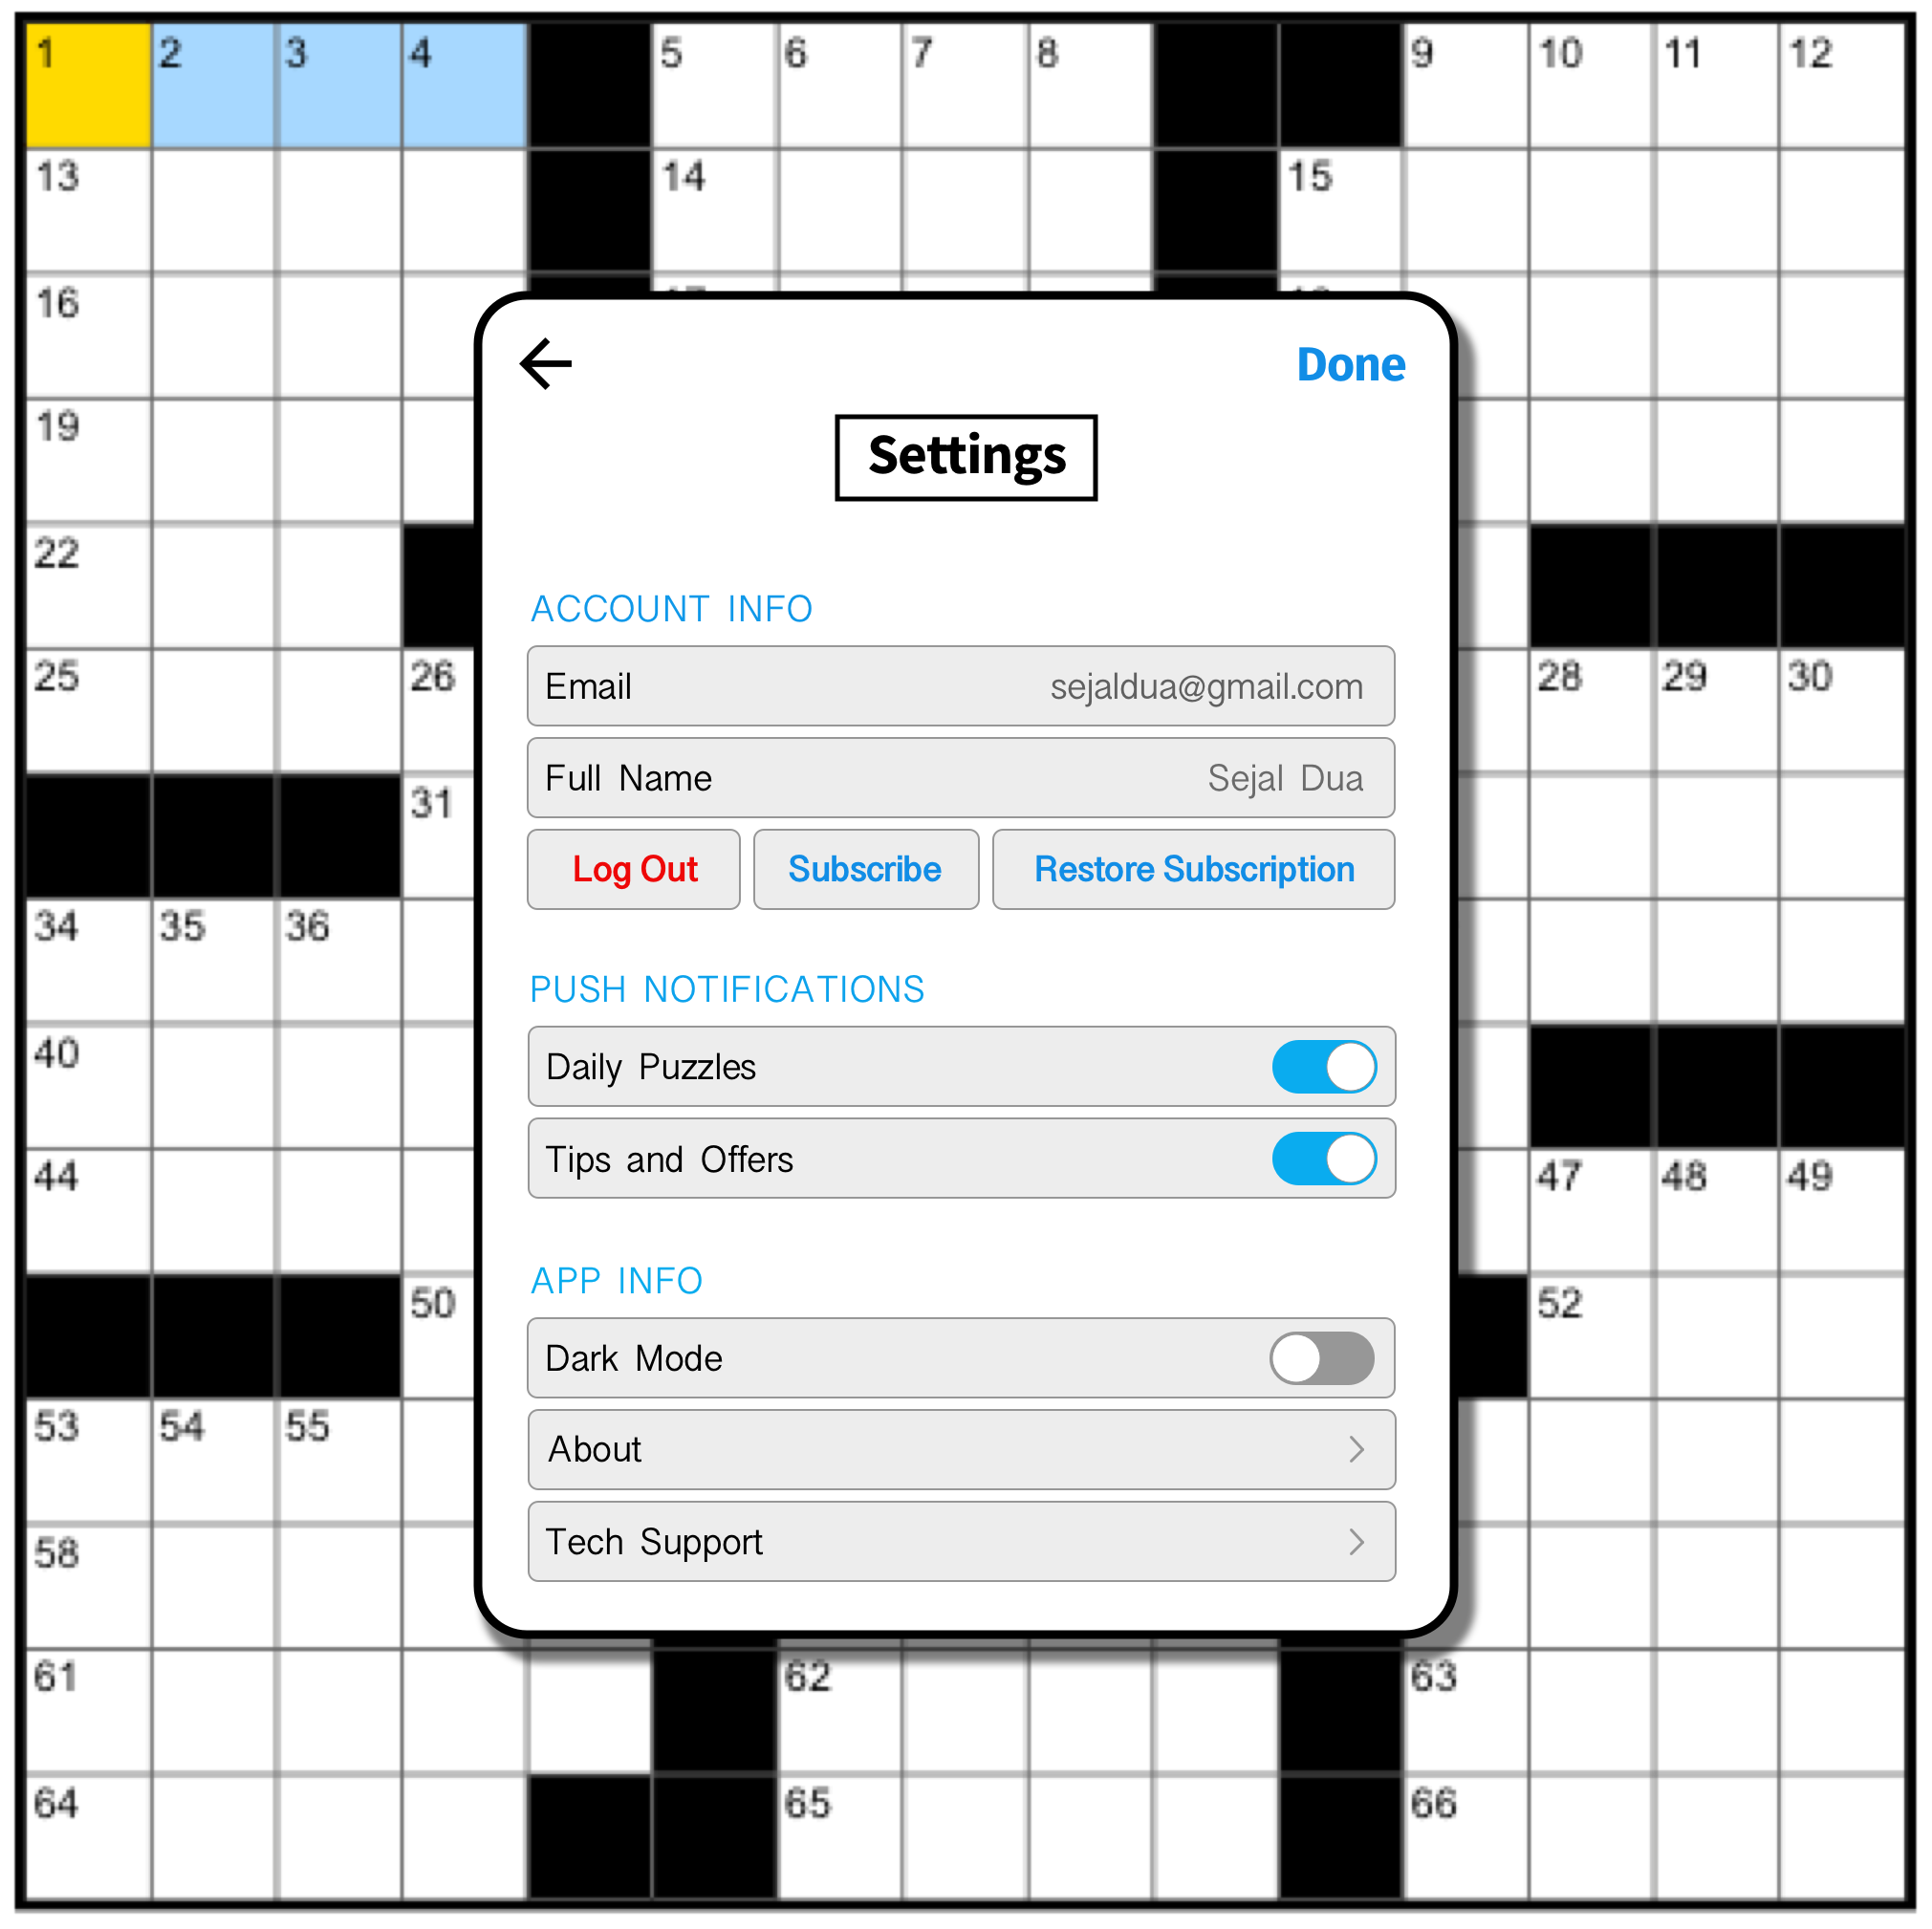 1 2 3 4 5 6 7 8 9 10 11 12
13 14 15
16
Done
19
Settings
22
ACCOUNT INFO
25 26 Email sejaldua@gmail.com 28 29 30
Full Name Sejal Dua
31
Log Out Subscribe Restore Subscription
34 35 36
PUSH NOTIFICATIONS
40 Daily Puzzles
44 Tips and Offers 47 48 49
APP INFO
50 52
Dark Mode
53 54 55
About
58 Tech Support
61 62 63
64 65 66